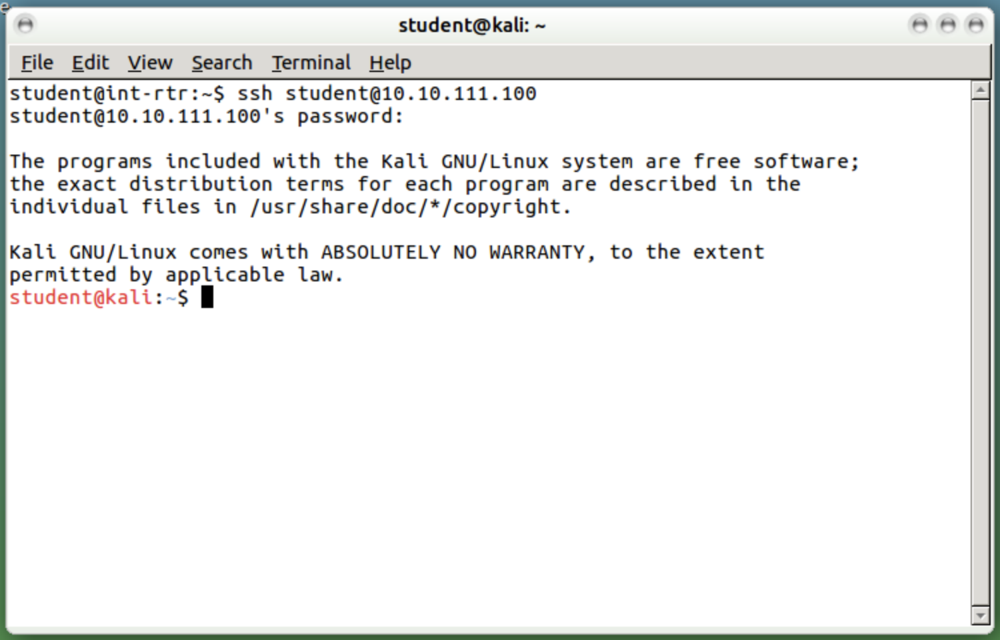 e
student@kali: ~
File Edit View Search Terminal Help
student@int-rtr:~$ ssh student@10.10.111.100
student@10.10.111.100's password:
The programs included with the Kali GNU/Linux system are free software;
the exact distribution terms for each program are described in the
individual files in /usr/share/doc/*/copyright.
Kali GNU/Linux comes with ABSOLUTELY NO WARRANTY, to the extent
permitted by applicable law.
student@kali:~$